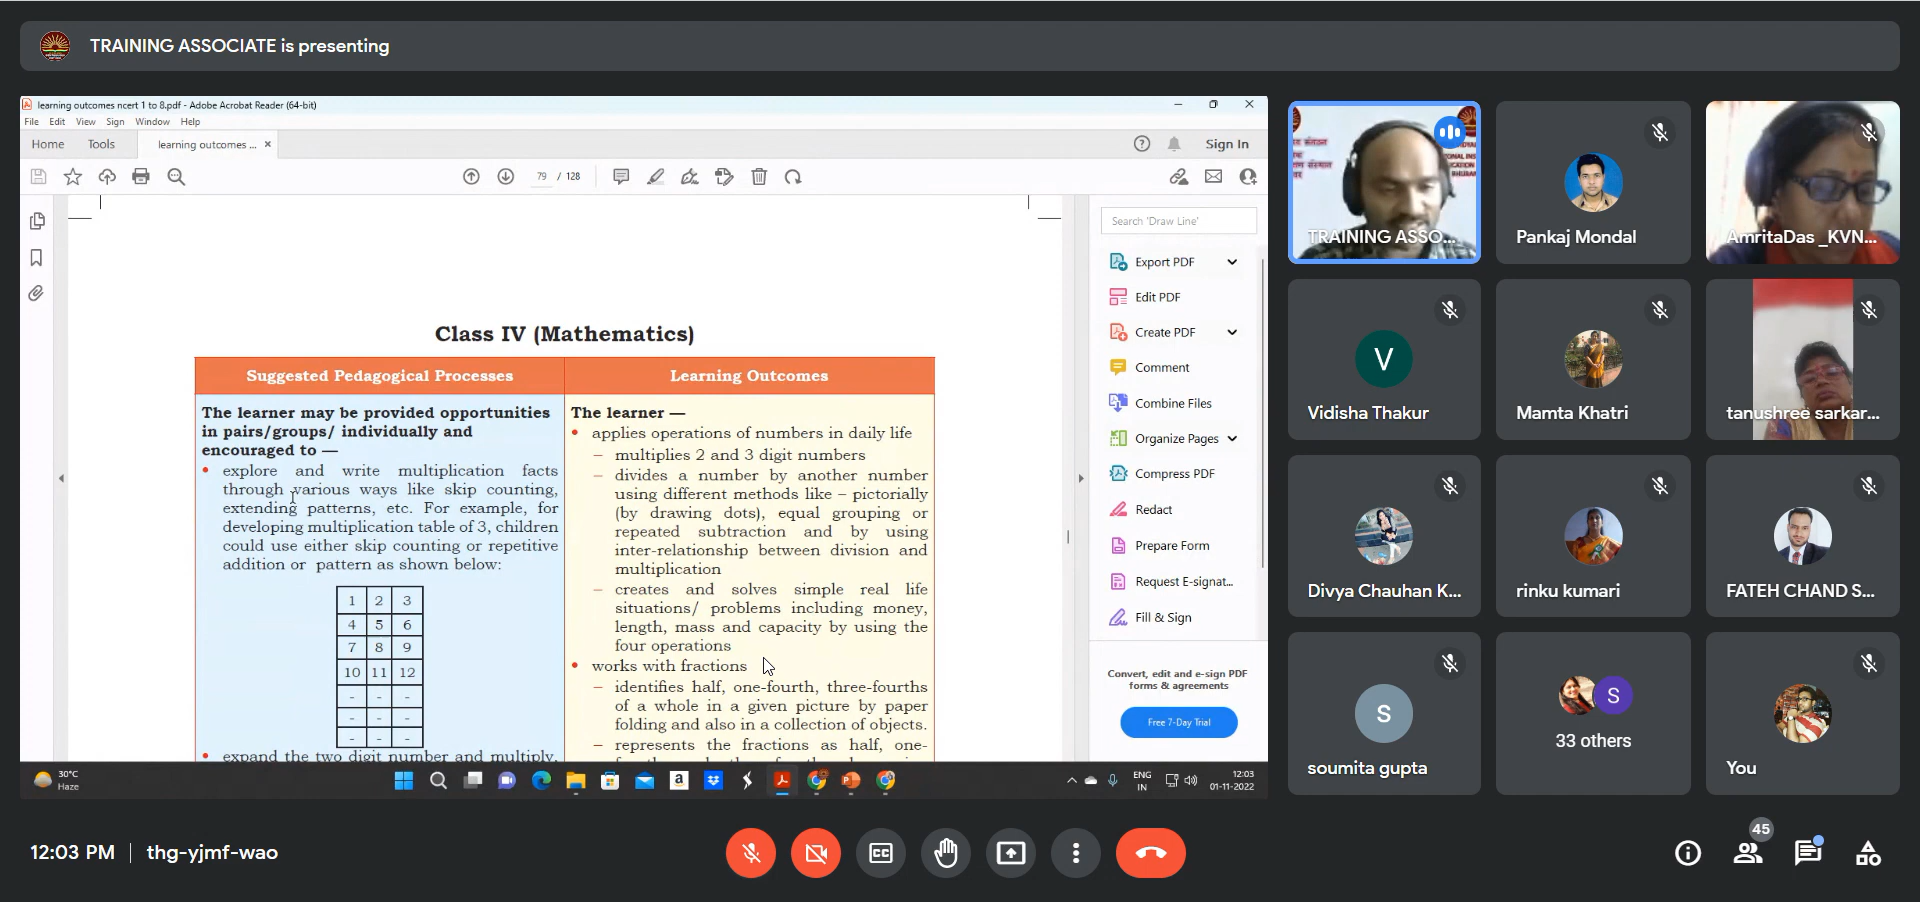 TRAINING ASSOCIATE is presenting
learning outcomes ncert 1 to 8.pdf - Adobe Acrobat Reader (64-bit)
File Edit View Sign Window Help
Home Tools learning outcomes ... × Sign In
79 / 128
Class IV (Mathematics)
Suggested Pedagogical Processes
The learner may be provided opportunities
in pairs/groups/ individually and
encouraged to —
• explore and write multiplication facts
through various ways like skip counting,
extending patterns, etc. For example, for
developing multiplication table of 3, children
could use either skip counting or repetitive
addition or pattern as shown below:
1 2 3
4 5 6
7 8 9
10 11 12
- - -
- - -
- - -
• expand the two digit number and multiply.
Learning Outcomes
The learner —
• applies operations of numbers in daily life
– multiplies 2 and 3 digit numbers
– divides a number by another number
using different methods like – pictorially
(by drawing dots), equal grouping or
repeated subtraction and by using
inter-relationship between division and
multiplication
– creates and solves simple real life
situations/ problems including money,
length, mass and capacity by using the
four operations
• works with fractions
– identifies half, one-fourth, three-fourths
of a whole in a given picture by paper
folding and also in a collection of objects.
– represents the fractions as half, one-
Search 'Draw Line'
Export PDF
Edit PDF
Create PDF
Comment
Combine Files
Organize Pages
Compress PDF
Redact
Prepare Form
Request E-signat...
Fill & Sign
Convert, edit and e-sign PDF
forms & agreements
Free 7-Day Trial
30°C
Haze
ENG
IN
12:03
01-11-2022
TRAINING ASSO...
Pankaj Mondal
AmritaDas _KVN...
V
Vidisha Thakur
Mamta Khatri
tanushree sarkar...
Divya Chauhan K...
rinku kumari
FATEH CHAND S...
S
soumita gupta
S
33 others
You
12:03 PM | thg-yjmf-wao
CC
45